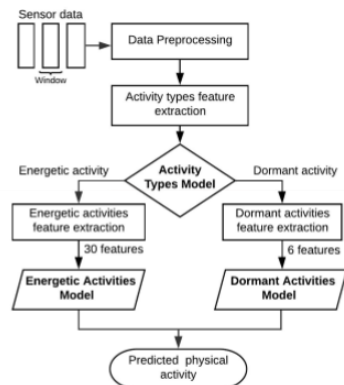 Sensor data
Window
Data Preprocessing
Activity types feature
extraction
Energetic activity
Activity
Types Model
Dormant activity
Energetic activities
feature extraction
Dormant activities
feature extraction
30 features
6 features
Energetic Activities
Model
Dormant Activities
Model
Predicted physical
activity